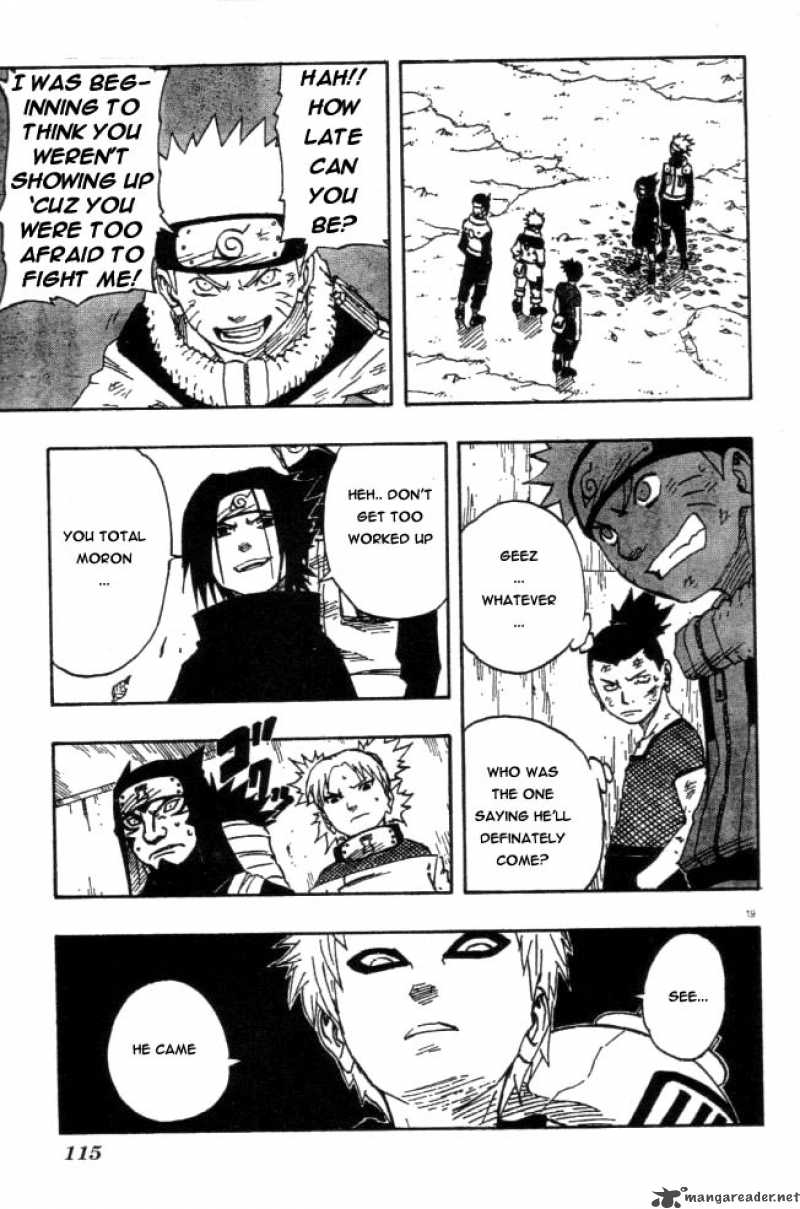 HAH!!
HOW
LATE
CAN
YOU
BE?
I WAS BEG-
INNING TO
THINK YOU
WEREN'T
SHOWING UP
'CUZ YOU
WERE TOO
AFRAID TO
FIGHT ME!
GEEZ
...
WHATEVER
...
WHO WAS
THE ONE
SAYING HE'LL
DEFINATELY
COME?
HEH.. DON'T
GET TOO
WORKED UP
YOU TOTAL
MORON
...
ゴク
19
SEE...
HE CAME
115
mangareader.net